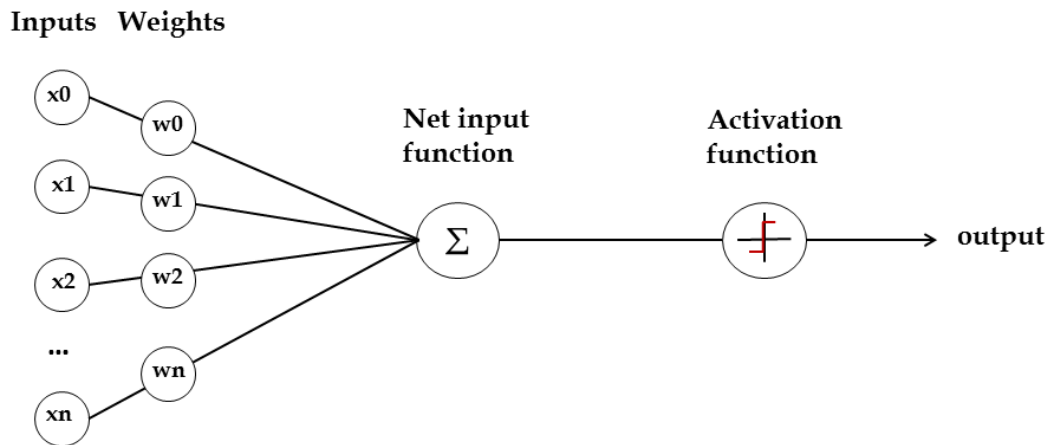 Inputs Weights
x0
w0
x1
w1
x2
w2
...
xn
wn
Net input
function
Σ
Activation
function
output